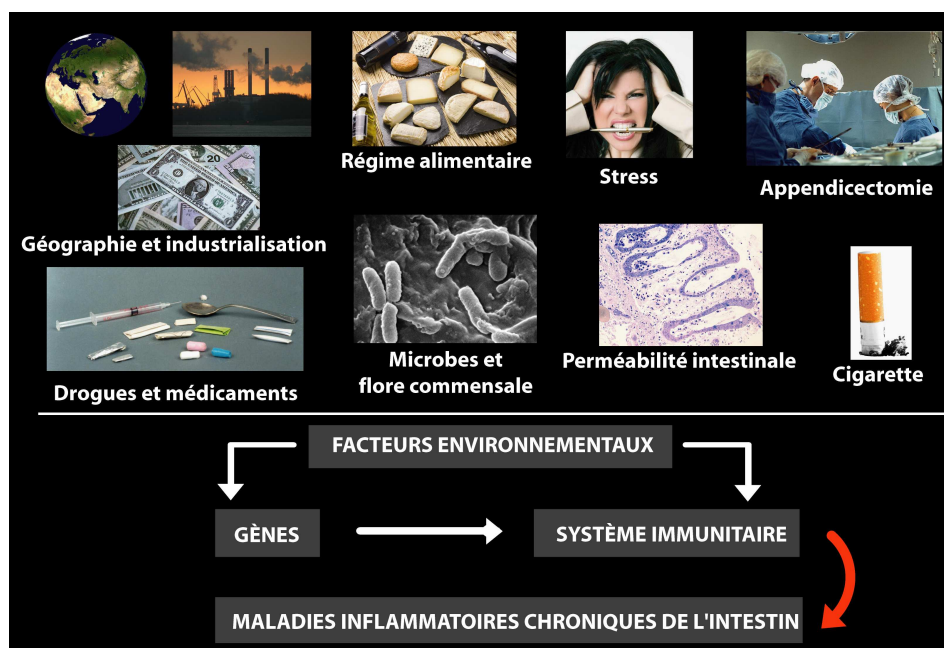 Régime alimentaire
Stress
Appendicectomie
20
Géographie et industrialisation
Drogues et médicaments
Microbes et
flore commensale
Perméabilité intestinale
Cigarette
FACTEURS ENVIRONNEMENTAUX
GÈNES
SYSTÈME IMMUNITAIRE
MALADIES INFLAMMATOIRES CHRONIQUES DE L'INTESTIN